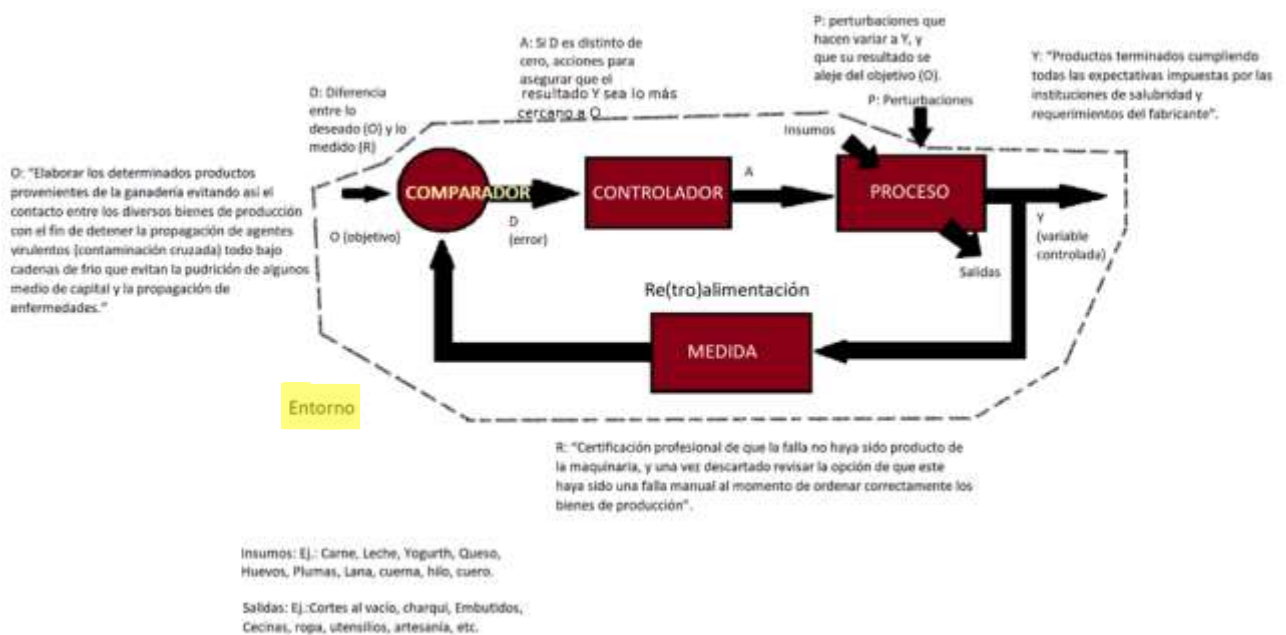 A: Si D es distinto de
cero, acciones para
asegurar que el
resultado Y sea lo más
cercano a O
P: perturbaciones que
hacen variar a Y, y
que su resultado se
aleje del objetivo (O).
Y: "Productos terminados cumpliendo
todas las expectativas impuestas por las
instituciones de salubridad y
requerimientos del fabricante".
D: Diferencia
entre lo
deseado (O) y lo
medido (R)
P: Perturbaciones
Insumos
O: "Elaborar los determinados productos
provenientes de la ganadería evitando así el
contacto entre los diversos bienes de producción
con el fin de detener la propagación de agentes
virulentos (contaminación cruzada) todo bajo
cadenas de frio que evitan la pudrición de algunos
medio de capital y la propagación de
enfermedades."
COMPARADOR
CONTROLADOR
A
PROCESO
O (objetivo)
D
(error)
Y
(variable
controlada)
Salidas
Re(tro)alimentación
MEDIDA
Entorno
R: "Certificación profesional de que la falla no haya sido producto de
la maquinaria, y una vez descartado revisar la opción de que este
haya sido una falla manual al momento de ordenar correctamente los
bienes de producción".
Insumos: Ej.: Carne, Leche, Yogurth, Queso,
Huevos, Plumas, Lana, cuerna, hilo, cuero.
Salidas: Ej.:Cortes al vacío, charqui, Embutidos,
Cecinas, ropa, utensilios, artesanía, etc.